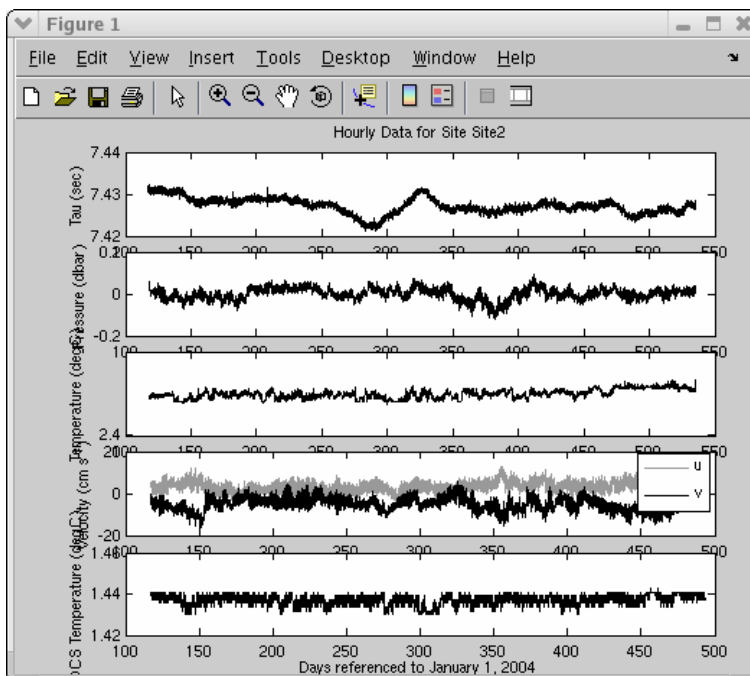 Figure 1
File Edit View Insert Tools Desktop Window Help
Hourly Data for Site Site2
Tau (sec)
7.44
7.43
7.42
100 150 200 250 300 350 400 450 500 550
Pressure (dbar)
0
-0.2
100 150 200 250 300 350 400 450 500 550
Temperature (degC)
2.4
100 150 200 250 300 350 400 450 500 550
Velocity (cm s
20
0
-20
u
v
100 150 200 250 300 350 400 450 500
DCS Temperature (degC)
1.46
1.44
1.42
100 150 200 250 300 350 400 450 500
Days referenced to January 1, 2004